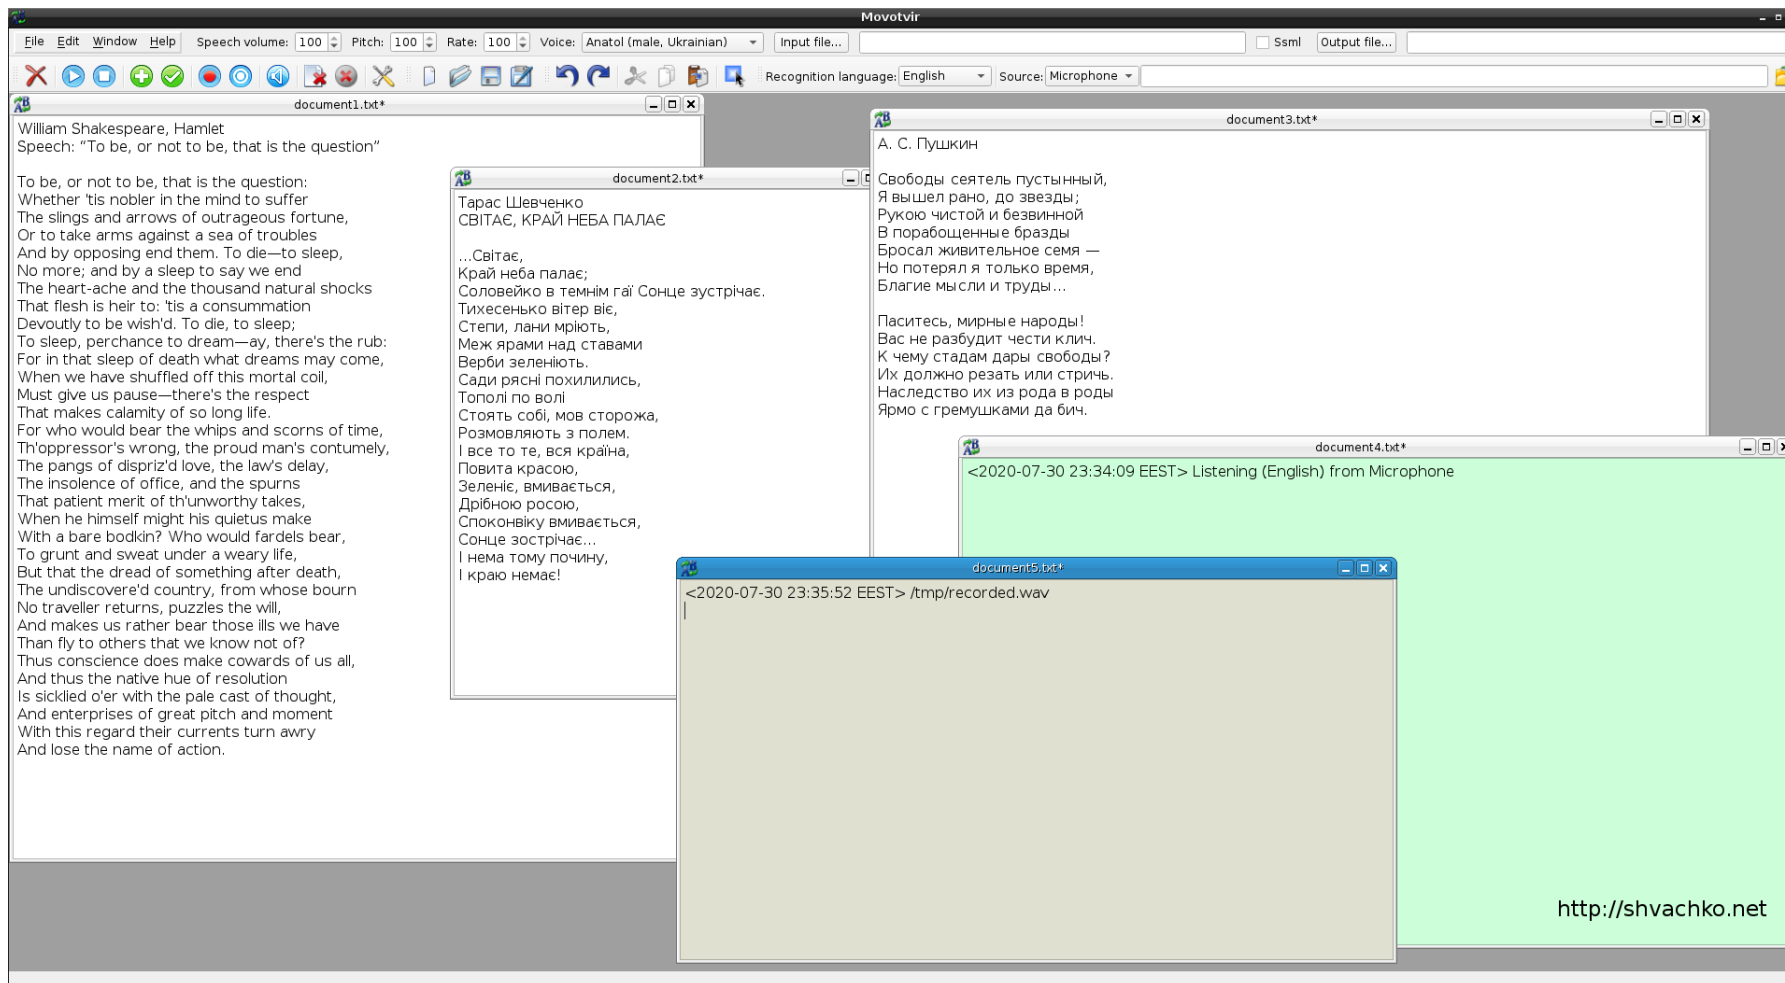 Movotvir
File Edit Window Help Speech volume: 100 Pitch: 100 Rate: 100 Voice: Anatol (male, Ukrainian) Input file... Ssml Output file...
Recognition language: English Source: Microphone
document1.txt*
William Shakespeare, Hamlet
Speech: “To be, or not to be, that is the question”
To be, or not to be, that is the question:
Whether 'tis nobler in the mind to suffer
The slings and arrows of outrageous fortune,
Or to take arms against a sea of troubles
And by opposing end them. To die—to sleep,
No more; and by a sleep to say we end
The heart-ache and the thousand natural shocks
That flesh is heir to: 'tis a consummation
Devoutly to be wish'd. To die, to sleep;
To sleep, perchance to dream—ay, there's the rub:
For in that sleep of death what dreams may come,
When we have shuffled off this mortal coil,
Must give us pause—there's the respect
That makes calamity of so long life.
For who would bear the whips and scorns of time,
Th'oppressor's wrong, the proud man's contumely,
The pangs of dispriz'd love, the law's delay,
The insolence of office, and the spurns
That patient merit of th'unworthy takes,
When he himself might his quietus make
With a bare bodkin? Who would fardels bear,
To grunt and sweat under a weary life,
But that the dread of something after death,
The undiscovere'd country, from whose bourn
No traveller returns, puzzles the will,
And makes us rather bear those ills we have
Than fly to others that we know not of?
Thus conscience does make cowards of us all,
And thus the native hue of resolution
Is sicklied o'er with the pale cast of thought,
And enterprises of great pitch and moment
With this regard their currents turn awry
And lose the name of action.
document2.txt*
Тарас Шевченко
СВІТАЄ, КРАЙ НЕБА ПАЛАЄ
...Світає,
Край неба палає;
Соловейко в темнім гаї Сонце зустрічає.
Тихесенько вітер віє,
Степи, лани мріють,
Меж ярами над ставами
Верби зеленіють.
Сади рясні похилились,
Тополі по волі
Стоять собі, мов сторожа,
Розмовляють з полем.
І все то те, вся країна,
Повита красою,
Зеленіє, вмивається,
Дрібною росою,
Споконвіку вмивається,
Сонце зострічає...
І нема тому почину,
І краю немає!
document3.txt*
А. С. Пушкин
Свободы сеятель пустынный,
Я вышел рано, до звезды;
Рукою чистой и безвинной
В порабощенные бразды
Бросал живительное семя —
Но потерял я только время,
Благие мысли и труды...
Паситесь, мирные народы!
Вас не разбудит чести клич.
К чему стадам дары свободы?
Их должно резать или стричь.
Наследство их из рода в роды
Ярмо с гремушками да бич.
document4.txt*
<2020-07-30 23:34:09 EEST> Listening (English) from Microphone
document5.txt*
<2020-07-30 23:35:52 EEST> /tmp/recorded.wav
http://shvachko.net